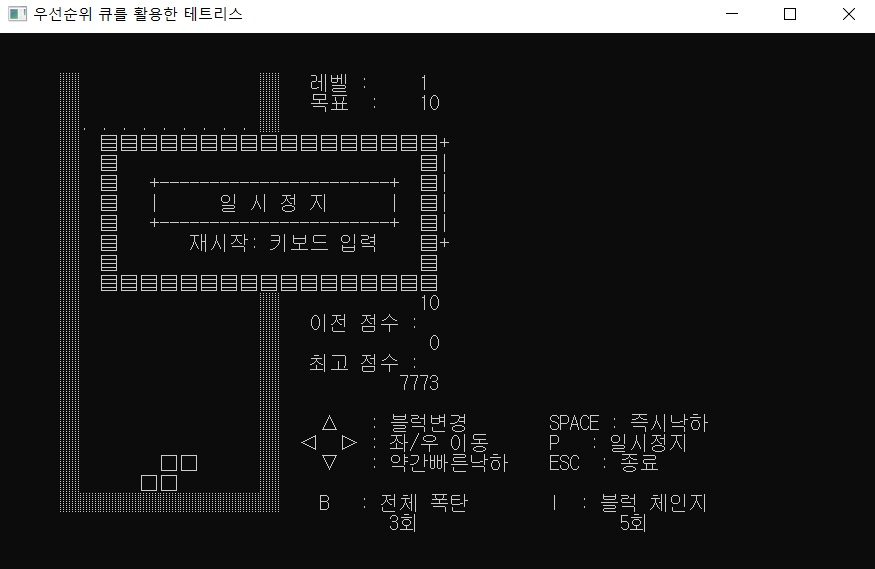 우선순위 큐를 활용한 테트리스
레벨 : 1
목표 : 10
일 시 정 지
재시작: 키보드 입력
10
이전 점수 :
0
최고 점수 :
7773
△ : 블럭변경 SPACE : 즉시낙하
◁ ▷ : 좌/우 이동 P : 일시정지
▽ : 약간빠른낙하 ESC : 종료
B : 전체 폭탄 I : 블럭 체인지
3회 5회